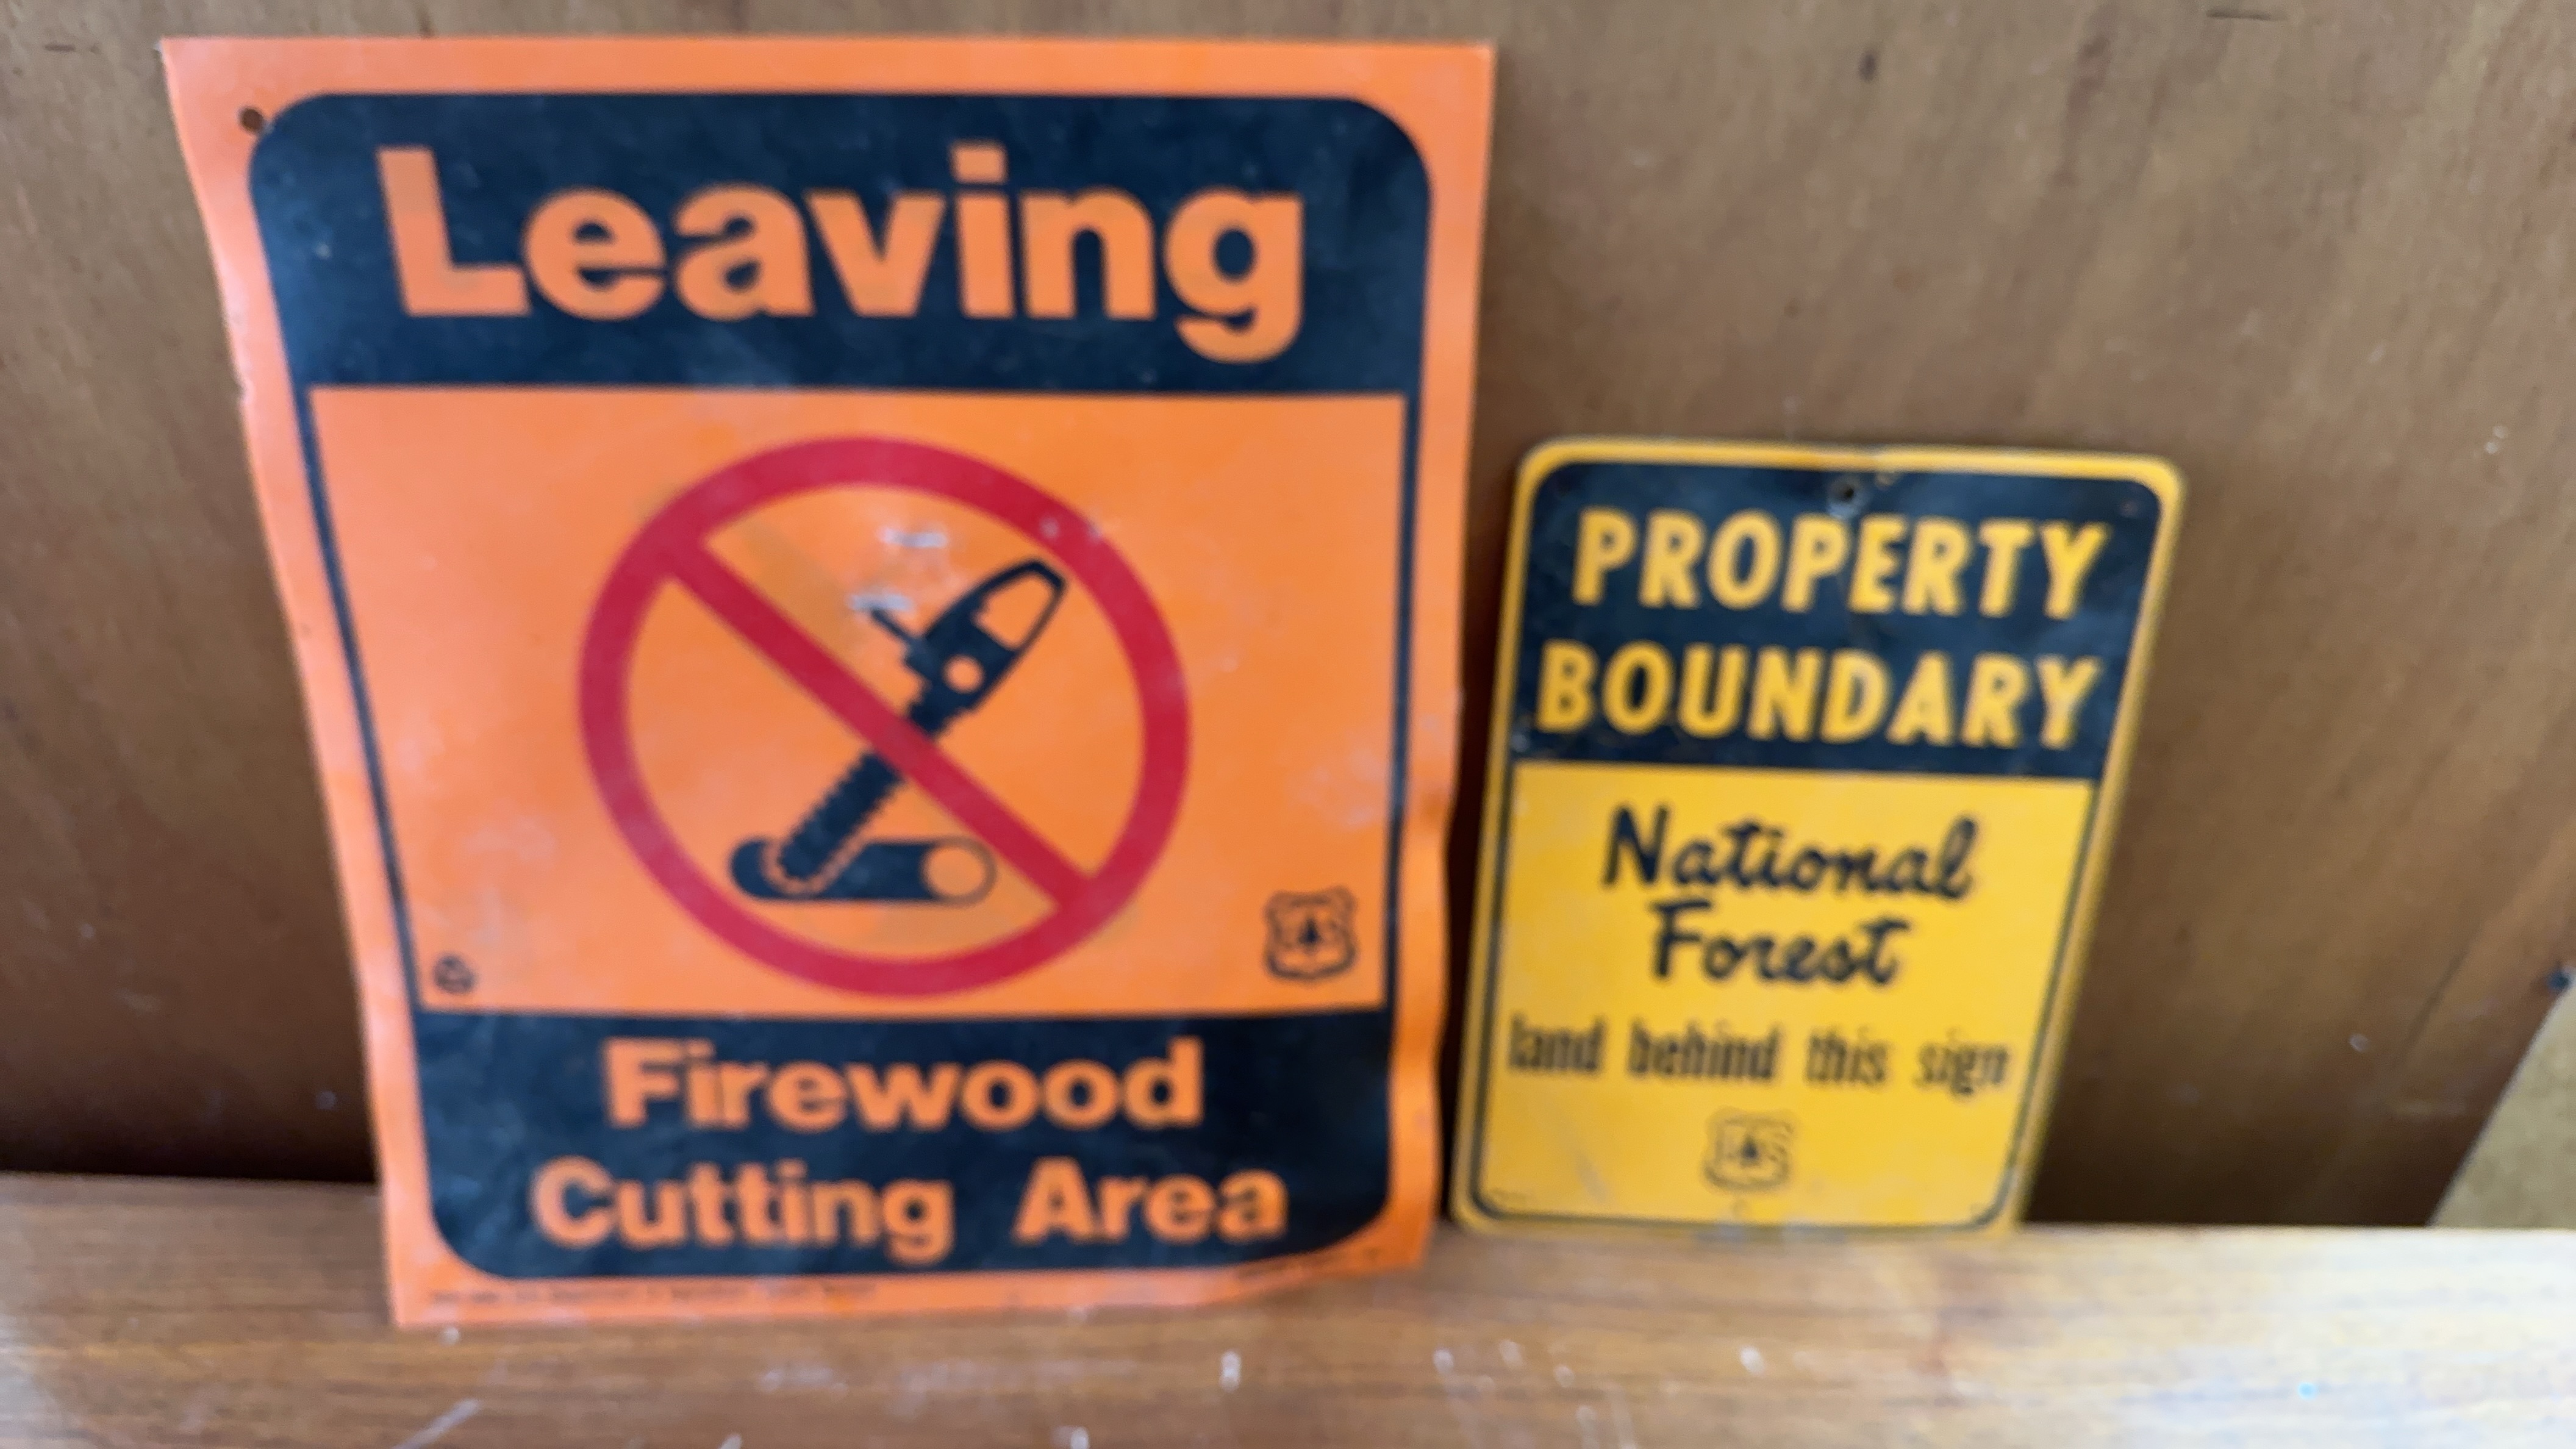 Leaving
Firewood
Cutting Area
PROPERTY
BOUNDARY
National
Forest
land behind this sign